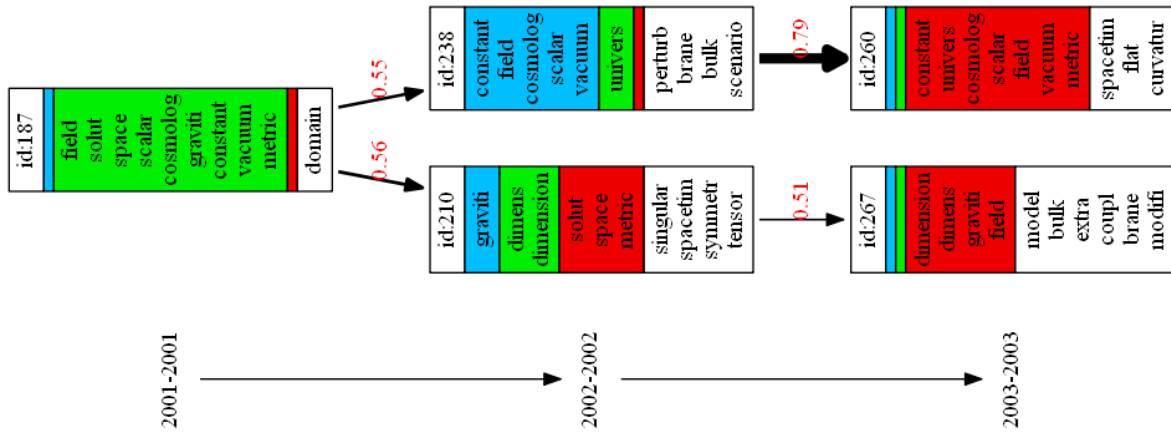 id:187
field
solut
space
scalar
cosmolog
graviti
constant
vacuum
metric
domain
0.55
0.56
id:238
constant
field
cosmolog
scalar
vacuum
univers
perturb
brane
bulk
scenario
id:210
graviti
dimens
dimension
solut
space
metric
singular
spacetim
symmetr
tensor
0.79
0.51
id:260
constant
univers
cosmolog
scalar
field
vacuum
metric
spacetim
flat
curvatur
id:267
dimension
dimens
graviti
field
model
bulk
extra
coupl
brane
modifi
2001-2001
2002-2002
2003-2003